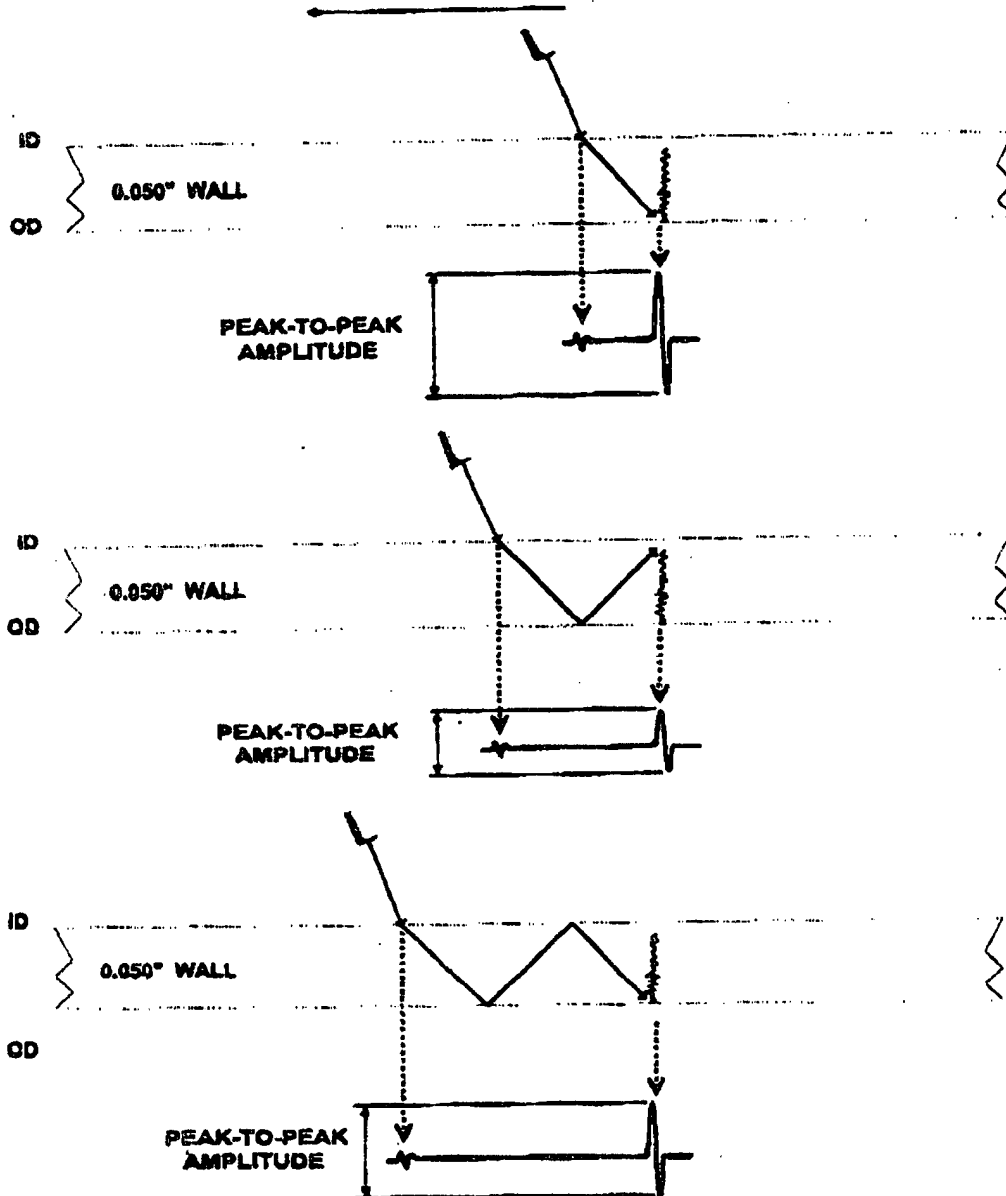 ID
0.050" WALL
OD
PEAK-TO-PEAK
AMPLITUDE
ID
0.050" WALL
OD
PEAK-TO-PEAK
AMPLITUDE
ID
0.050" WALL
OD
PEAK-TO-PEAK
AMPLITUDE